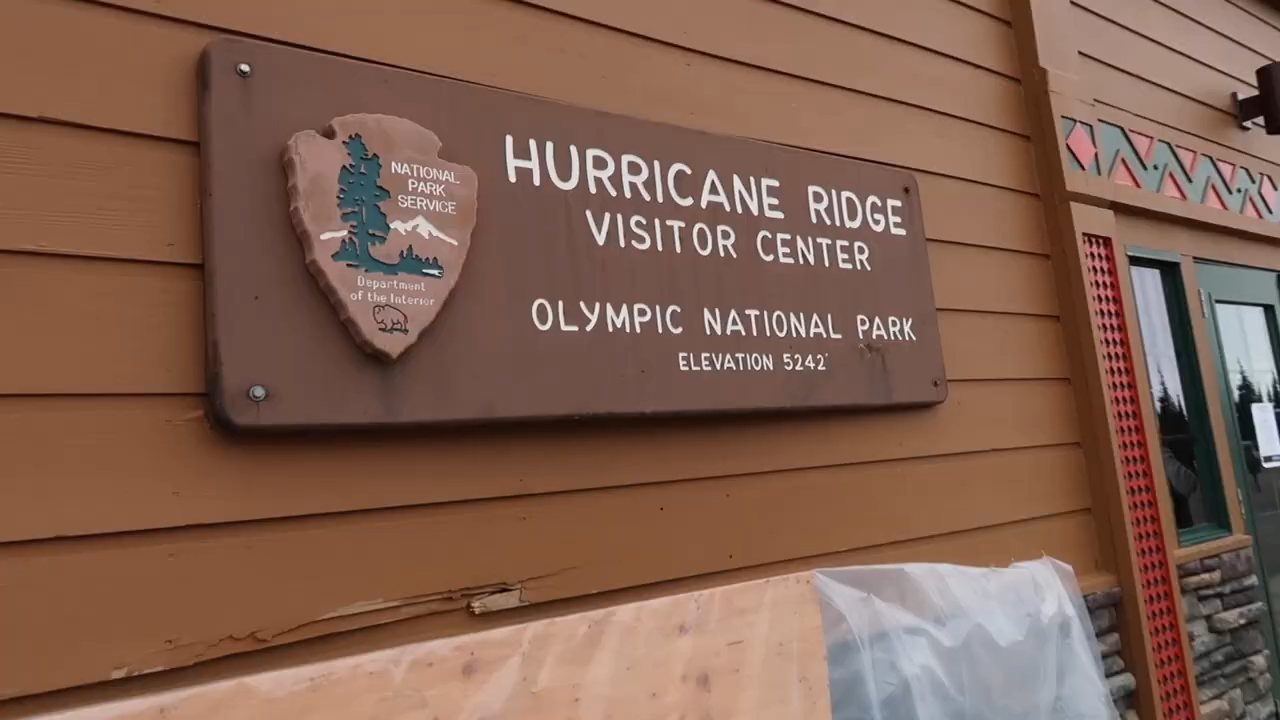 NATIONAL
PARK
SERVICE
Department
of the Interior
HURRICANE RIDGE
VISITOR CENTER
OLYMPIC NATIONAL PARK
ELEVATION 5242'